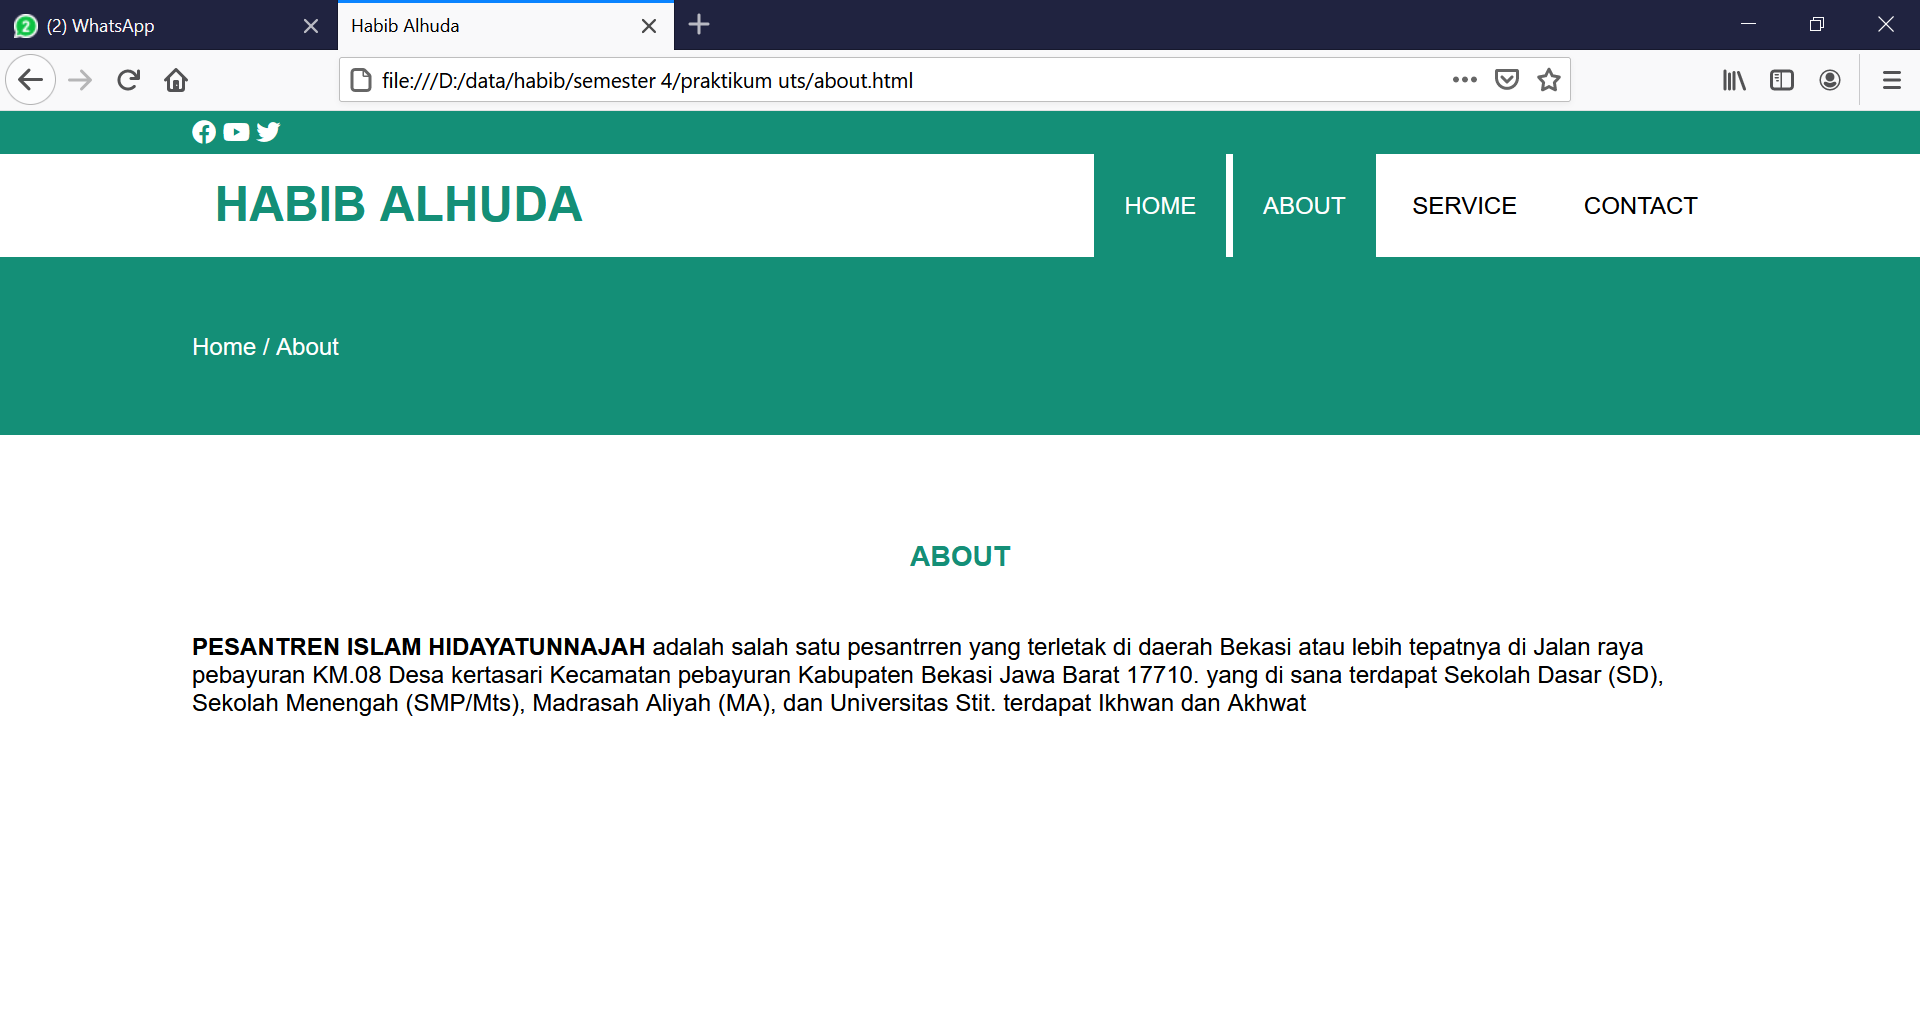 2 (2) WhatsApp
Habib Alhuda
file:///D:/data/habib/semester 4/praktikum uts/about.html
HABIB ALHUDA
HOME ABOUT SERVICE CONTACT
Home / About
ABOUT
PESANTREN ISLAM HIDAYATUNNAJAH adalah salah satu pesantrren yang terletak di daerah Bekasi atau lebih tepatnya di Jalan raya
pebayuran KM.08 Desa kertasari Kecamatan pebayuran Kabupaten Bekasi Jawa Barat 17710. yang di sana terdapat Sekolah Dasar (SD),
Sekolah Menengah (SMP/Mts), Madrasah Aliyah (MA), dan Universitas Stit. terdapat Ikhwan dan Akhwat